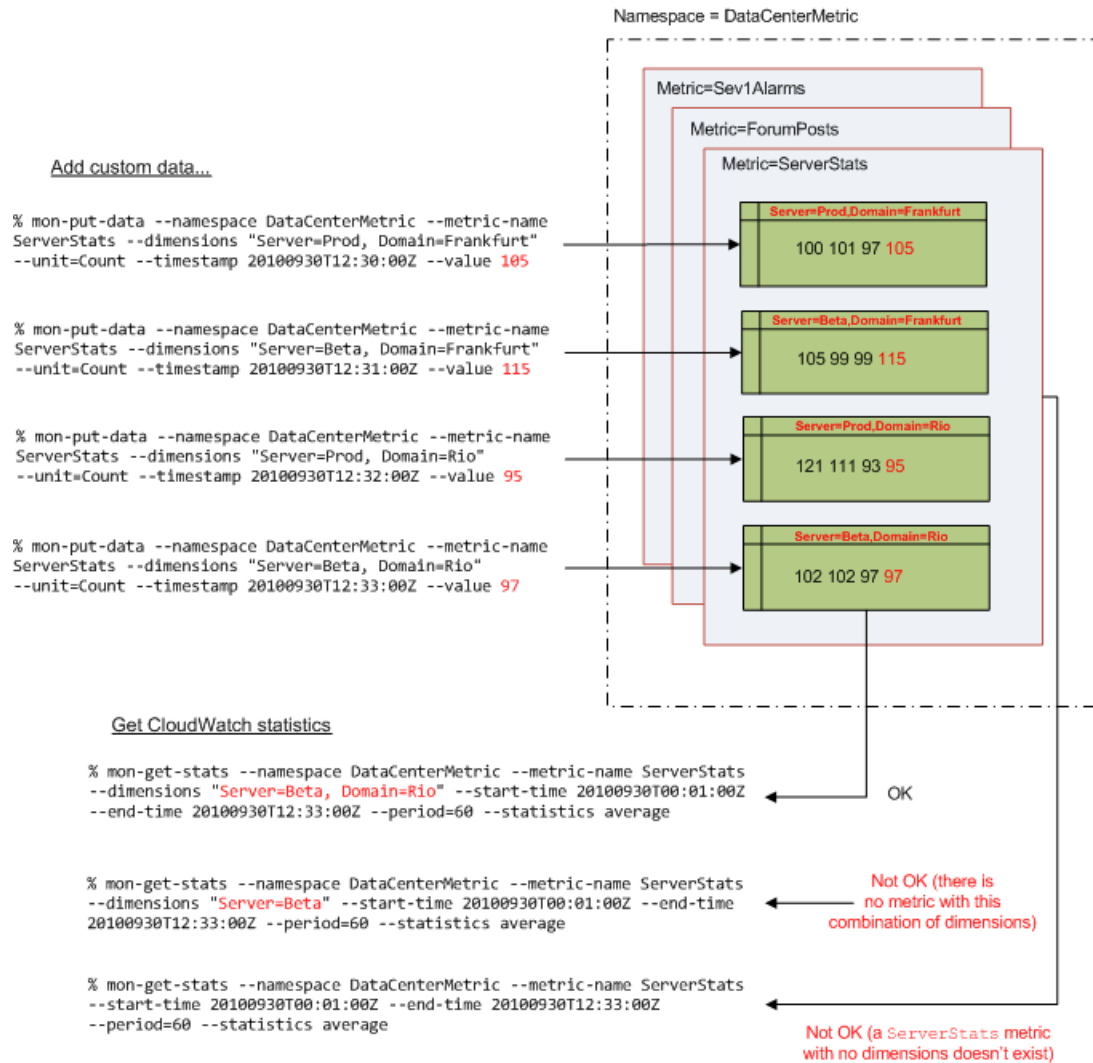 Namespace = DataCenterMetric
Metric=Sev1Alarms
Metric=ForumPosts
Metric=ServerStats
Add custom data...
% mon-put-data --namespace DataCenterMetric --metric-name
ServerStats --dimensions "Server=Prod, Domain=Frankfurt"
--unit=Count --timestamp 20100930T12:30:00Z --value 105
Server=Prod,Domain=Frankfurt
100 101 97 105
% mon-put-data --namespace DataCenterMetric --metric-name
ServerStats --dimensions "Server=Beta, Domain=Frankfurt"
--unit=Count --timestamp 20100930T12:31:00Z --value 115
Server=Beta,Domain=Frankfurt
105 99 99 115
% mon-put-data --namespace DataCenterMetric --metric-name
ServerStats --dimensions "Server=Prod, Domain=Rio"
--unit=Count --timestamp 20100930T12:32:00Z --value 95
Server=Prod,Domain=Rio
121 111 93 95
% mon-put-data --namespace DataCenterMetric --metric-name
ServerStats --dimensions "Server=Beta, Domain=Rio"
--unit=Count --timestamp 20100930T12:33:00Z --value 97
Server=Beta,Domain=Rio
102 102 97 97
Get CloudWatch statistics
% mon-get-stats --namespace DataCenterMetric --metric-name ServerStats
--dimensions "Server=Beta, Domain=Rio" --start-time 20100930T00:01:00Z
--end-time 20100930T12:33:00Z --period=60 --statistics average
OK
% mon-get-stats --namespace DataCenterMetric --metric-name ServerStats
--dimensions "Server=Beta" --start-time 20100930T00:01:00Z --end-time
20100930T12:33:00Z --period=60 --statistics average
Not OK (there is
no metric with this
combination of dimensions)
% mon-get-stats --namespace DataCenterMetric --metric-name ServerStats
--start-time 20100930T00:01:00Z --end-time 20100930T12:33:00Z
--period=60 --statistics average
Not OK (a ServerStats metric
with no dimensions doesn't exist)